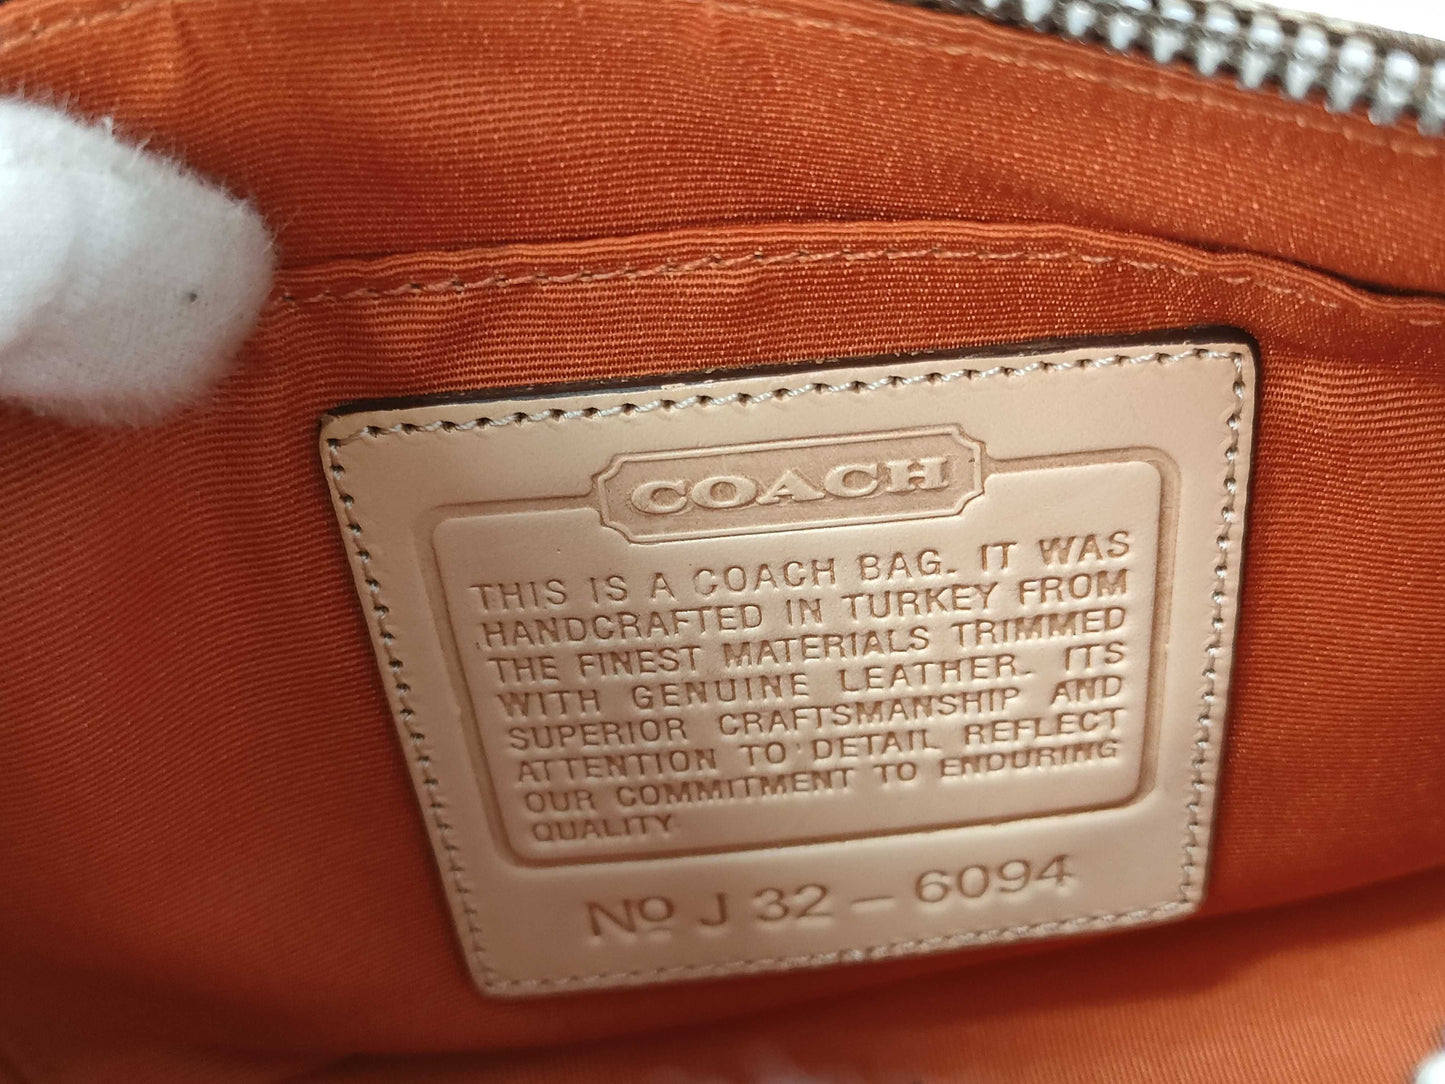 COACH
THIS IS A COACH BAG. IT WAS
HANDCRAFTED IN TURKEY FROM
THE FINEST MATERIALS TRIMMED
WITH GENUINE LEATHER. ITS
SUPERIOR CRAFTSMANSHIP AND
ATTENTION TO DETAIL REFLECT
OUR COMMITMENT TO ENDURING
QUALITY.
Nº J 32 – 6094